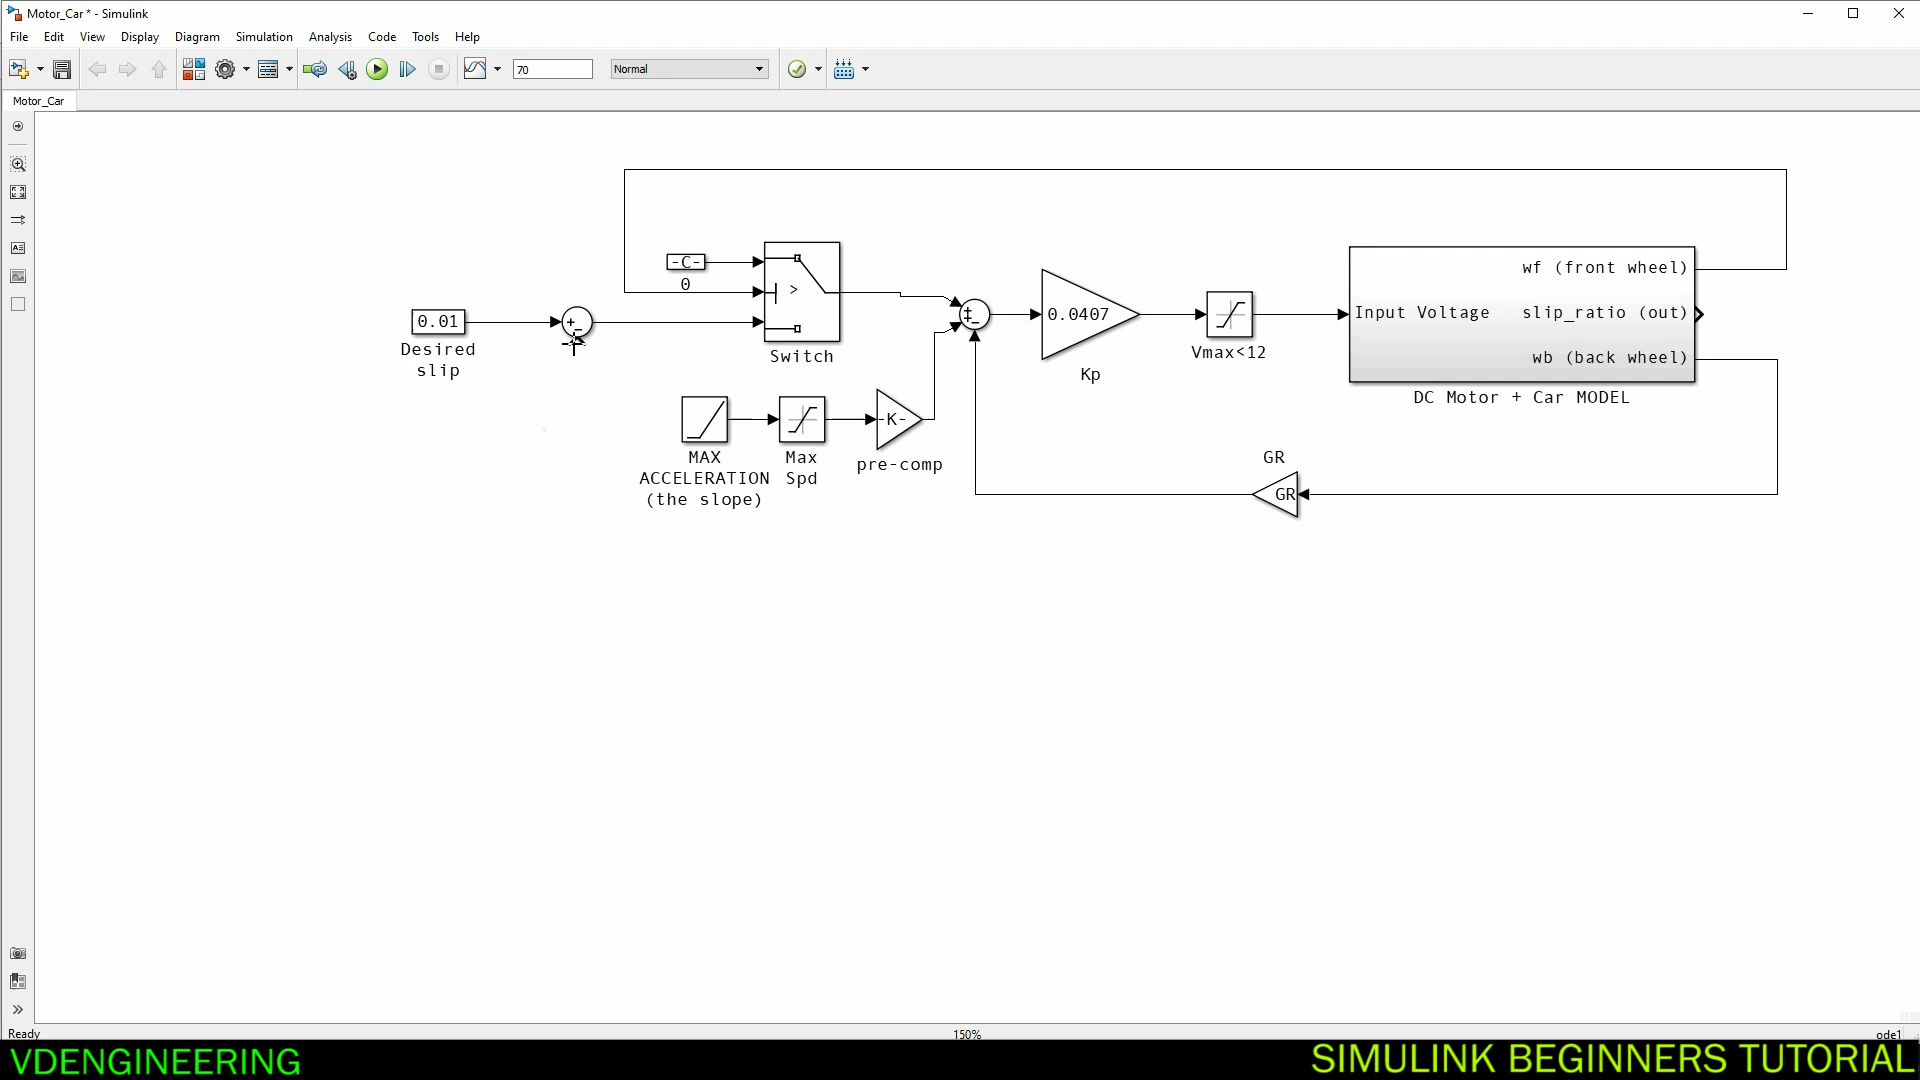 Motor_Car * - Simulink
File Edit View Display Diagram Simulation Analysis Code Tools Help
70 Normal
Motor_Car
-C-
0
>
Switch
0.01
Desired
slip
+
-
MAX
ACCELERATION
(the slope)
Max
Spd
-K-
pre-comp
0.0407
Kp
Vmax<12
Input Voltage
wf (front wheel)
slip_ratio (out)
wb (back wheel)
DC Motor + Car MODEL
GR
GR
Ready 150% ode1
VDENGINEERING
SIMULINK BEGINNERS TUTORIAL